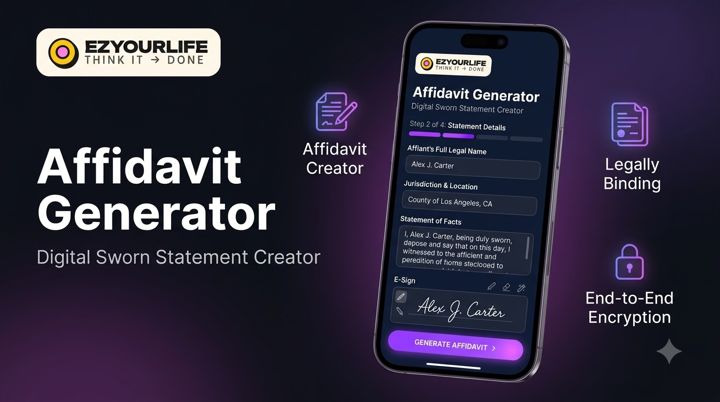 EZYOURLIFE
THINK IT → DONE
Affidavit
Generator
Digital Sworn Statement Creator
Affidavit
Creator
EZYOURLIFE
THINK IT → DONE
Affidavit Generator
Digital Sworn Statement Creator
Step 2 of 4: Statement Details
Affiant's Full Legal Name
Alex J. Carter
Jurisdiction & Location
County of Los Angeles, CA
Statement of Facts
I, Alex J. Carter, being duly sworn,
depose and say that on this day, I
witnessed to the afficient and
peredition of home steclooed to
E-Sign
Alex J. Carter
GENERATE AFFIDAVIT >
Legally
Binding
End-to-End
Encryption